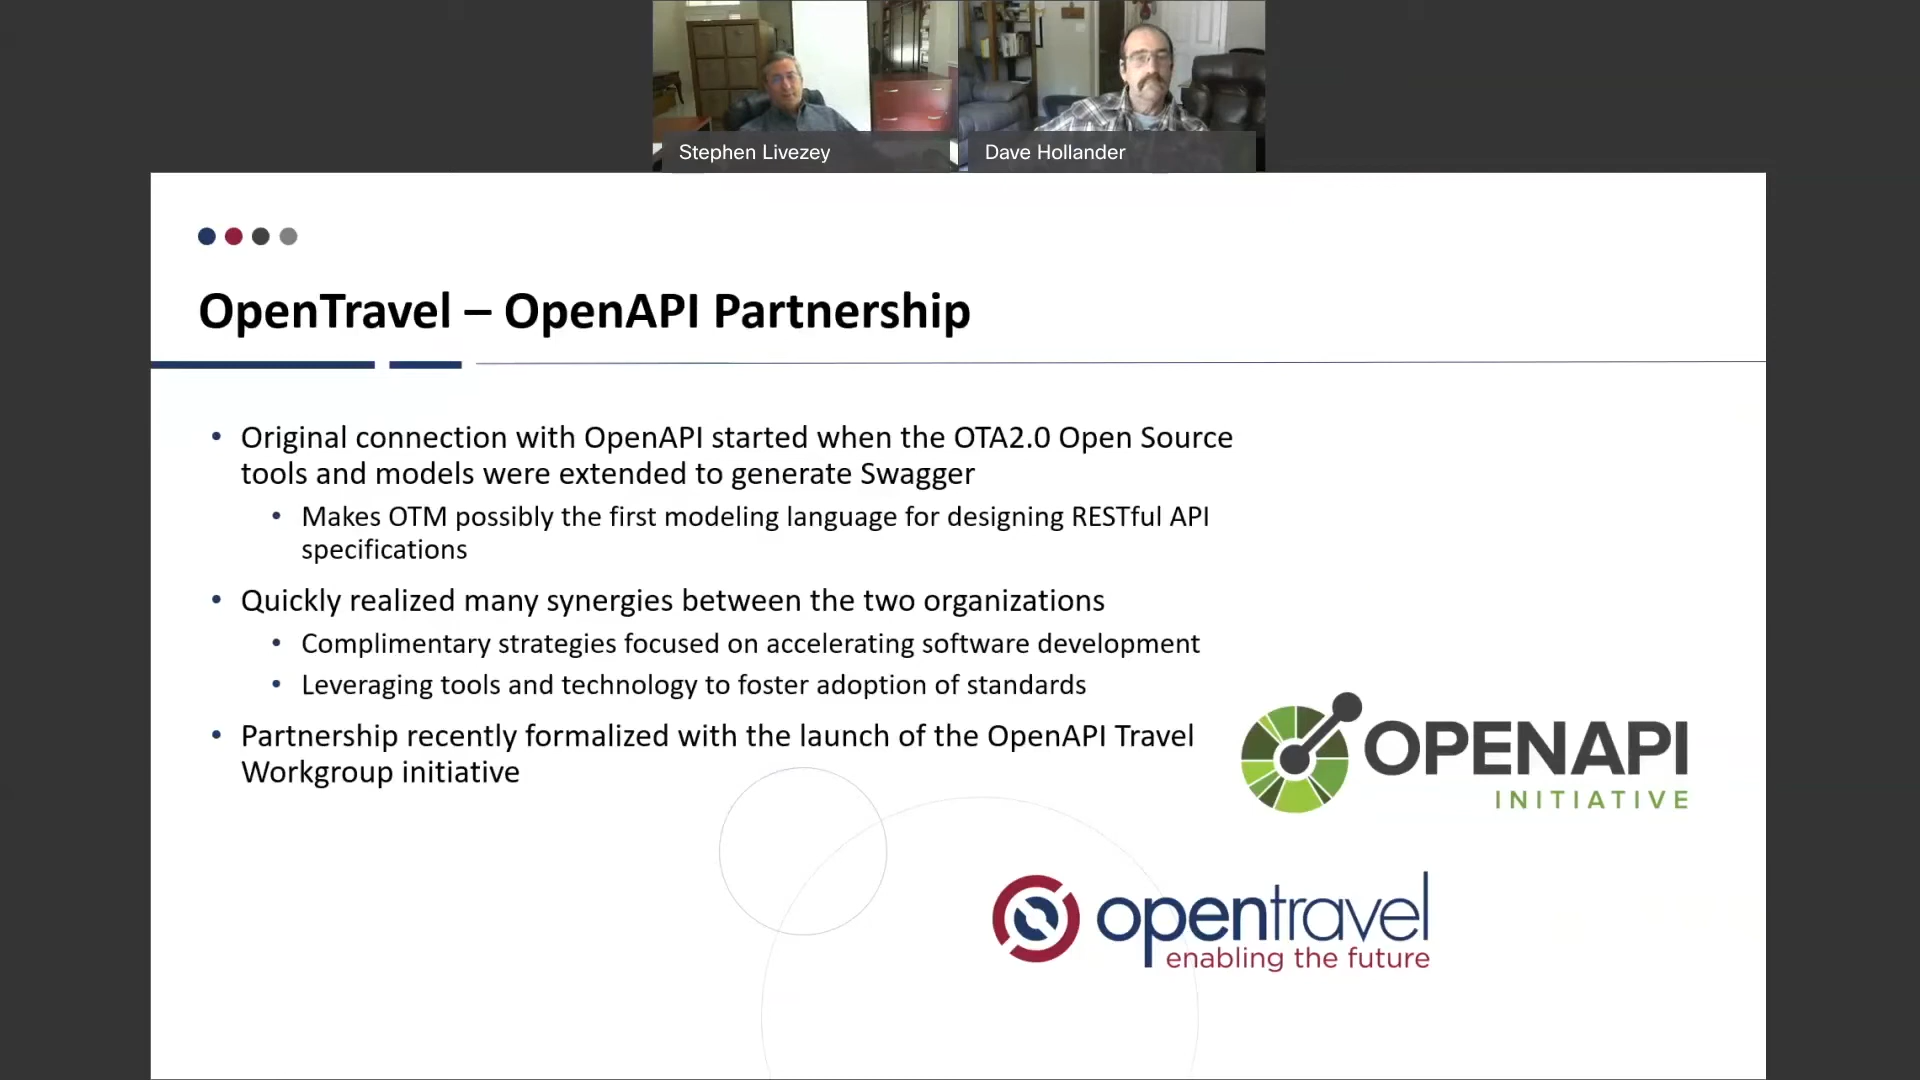 Stephen Livezey
Dave Hollander
OpenTravel – OpenAPI Partnership
• Original connection with OpenAPI started when the OTA2.0 Open Source
tools and models were extended to generate Swagger
• Makes OTM possibly the first modeling language for designing RESTful API
specifications
• Quickly realized many synergies between the two organizations
• Complimentary strategies focused on accelerating software development
• Leveraging tools and technology to foster adoption of standards
• Partnership recently formalized with the launch of the OpenAPI Travel
Workgroup initiative
OPENAPI
INITIATIVE
opentravel
enabling the future